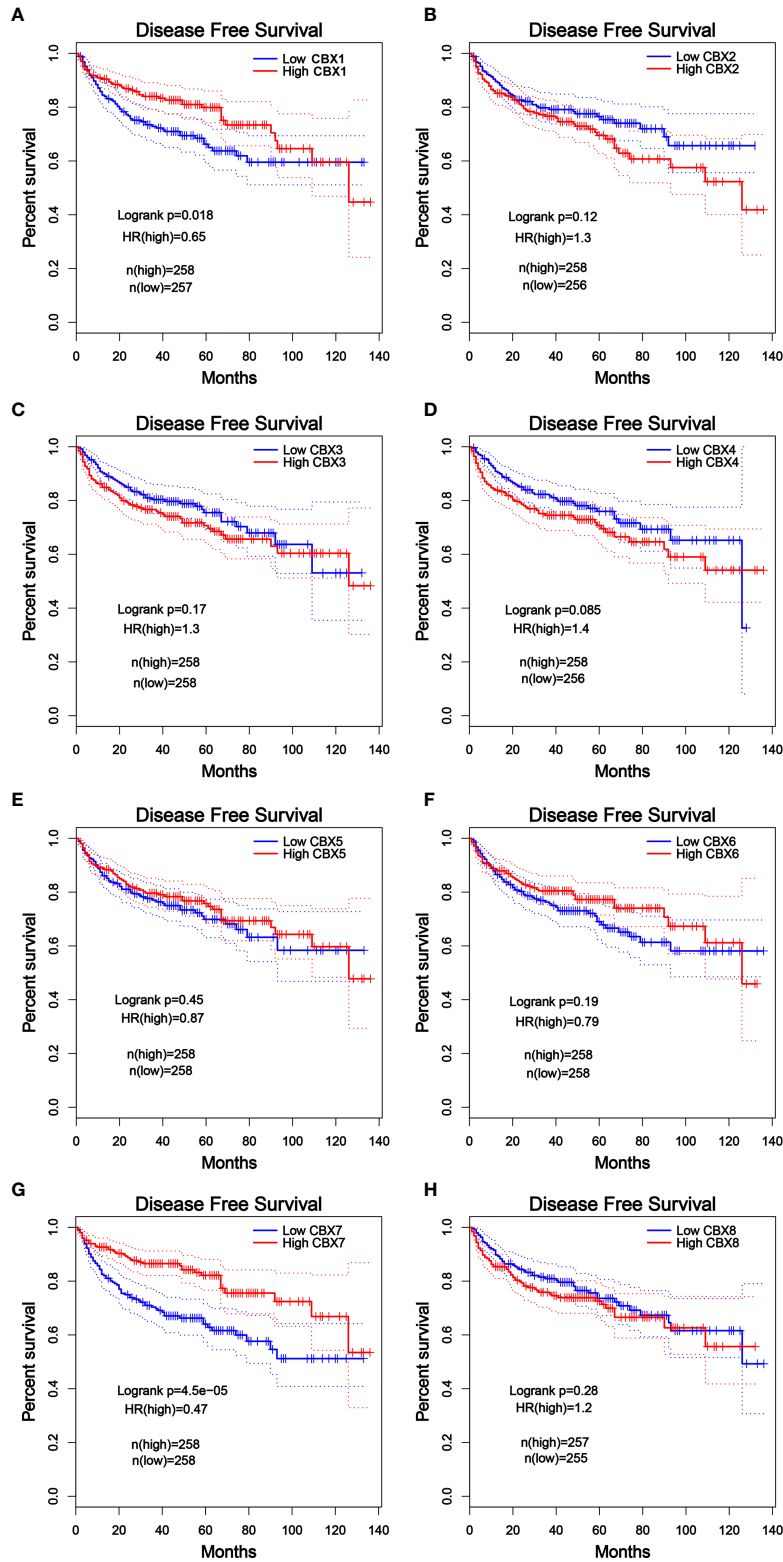 A
Disease Free Survival
Low CBX1
High CBX1
Percent survival
1.0
0.8
0.6
0.4
0.2
0.0
Logrank p=0.018
HR(high)=0.65
n(high)=258
n(low)=257
0 20 40 60 80 100 120 140
Months
B
Disease Free Survival
Low CBX2
High CBX2
Percent survival
1.0
0.8
0.6
0.4
0.2
0.0
Logrank p=0.12
HR(high)=1.3
n(high)=258
n(low)=256
0 20 40 60 80 100 120 140
Months
C
Disease Free Survival
Low CBX3
High CBX3
Percent survival
1.0
0.8
0.6
0.4
0.2
0.0
Logrank p=0.17
HR(high)=1.3
n(high)=258
n(low)=258
0 20 40 60 80 100 120 140
Months
D
Disease Free Survival
Low CBX4
High CBX4
Percent survival
1.0
0.8
0.6
0.4
0.2
0.0
Logrank p=0.085
HR(high)=1.4
n(high)=258
n(low)=256
0 20 40 60 80 100 120 140
Months
E
Disease Free Survival
Low CBX5
High CBX5
Percent survival
1.0
0.8
0.6
0.4
0.2
0.0
Logrank p=0.45
HR(high)=0.87
n(high)=258
n(low)=258
0 20 40 60 80 100 120 140
Months
F
Disease Free Survival
Low CBX6
High CBX6
Percent survival
1.0
0.8
0.6
0.4
0.2
0.0
Logrank p=0.19
HR(high)=0.79
n(high)=258
n(low)=258
0 20 40 60 80 100 120 140
Months
G
Disease Free Survival
Low CBX7
High CBX7
Percent survival
1.0
0.8
0.6
0.4
0.2
0.0
Logrank p=4.5e−05
HR(high)=0.47
n(high)=258
n(low)=258
0 20 40 60 80 100 120 140
Months
H
Disease Free Survival
Low CBX8
High CBX8
Percent survival
1.0
0.8
0.6
0.4
0.2
0.0
Logrank p=0.28
HR(high)=1.2
n(high)=257
n(low)=255
0 20 40 60 80 100 120 140
Months